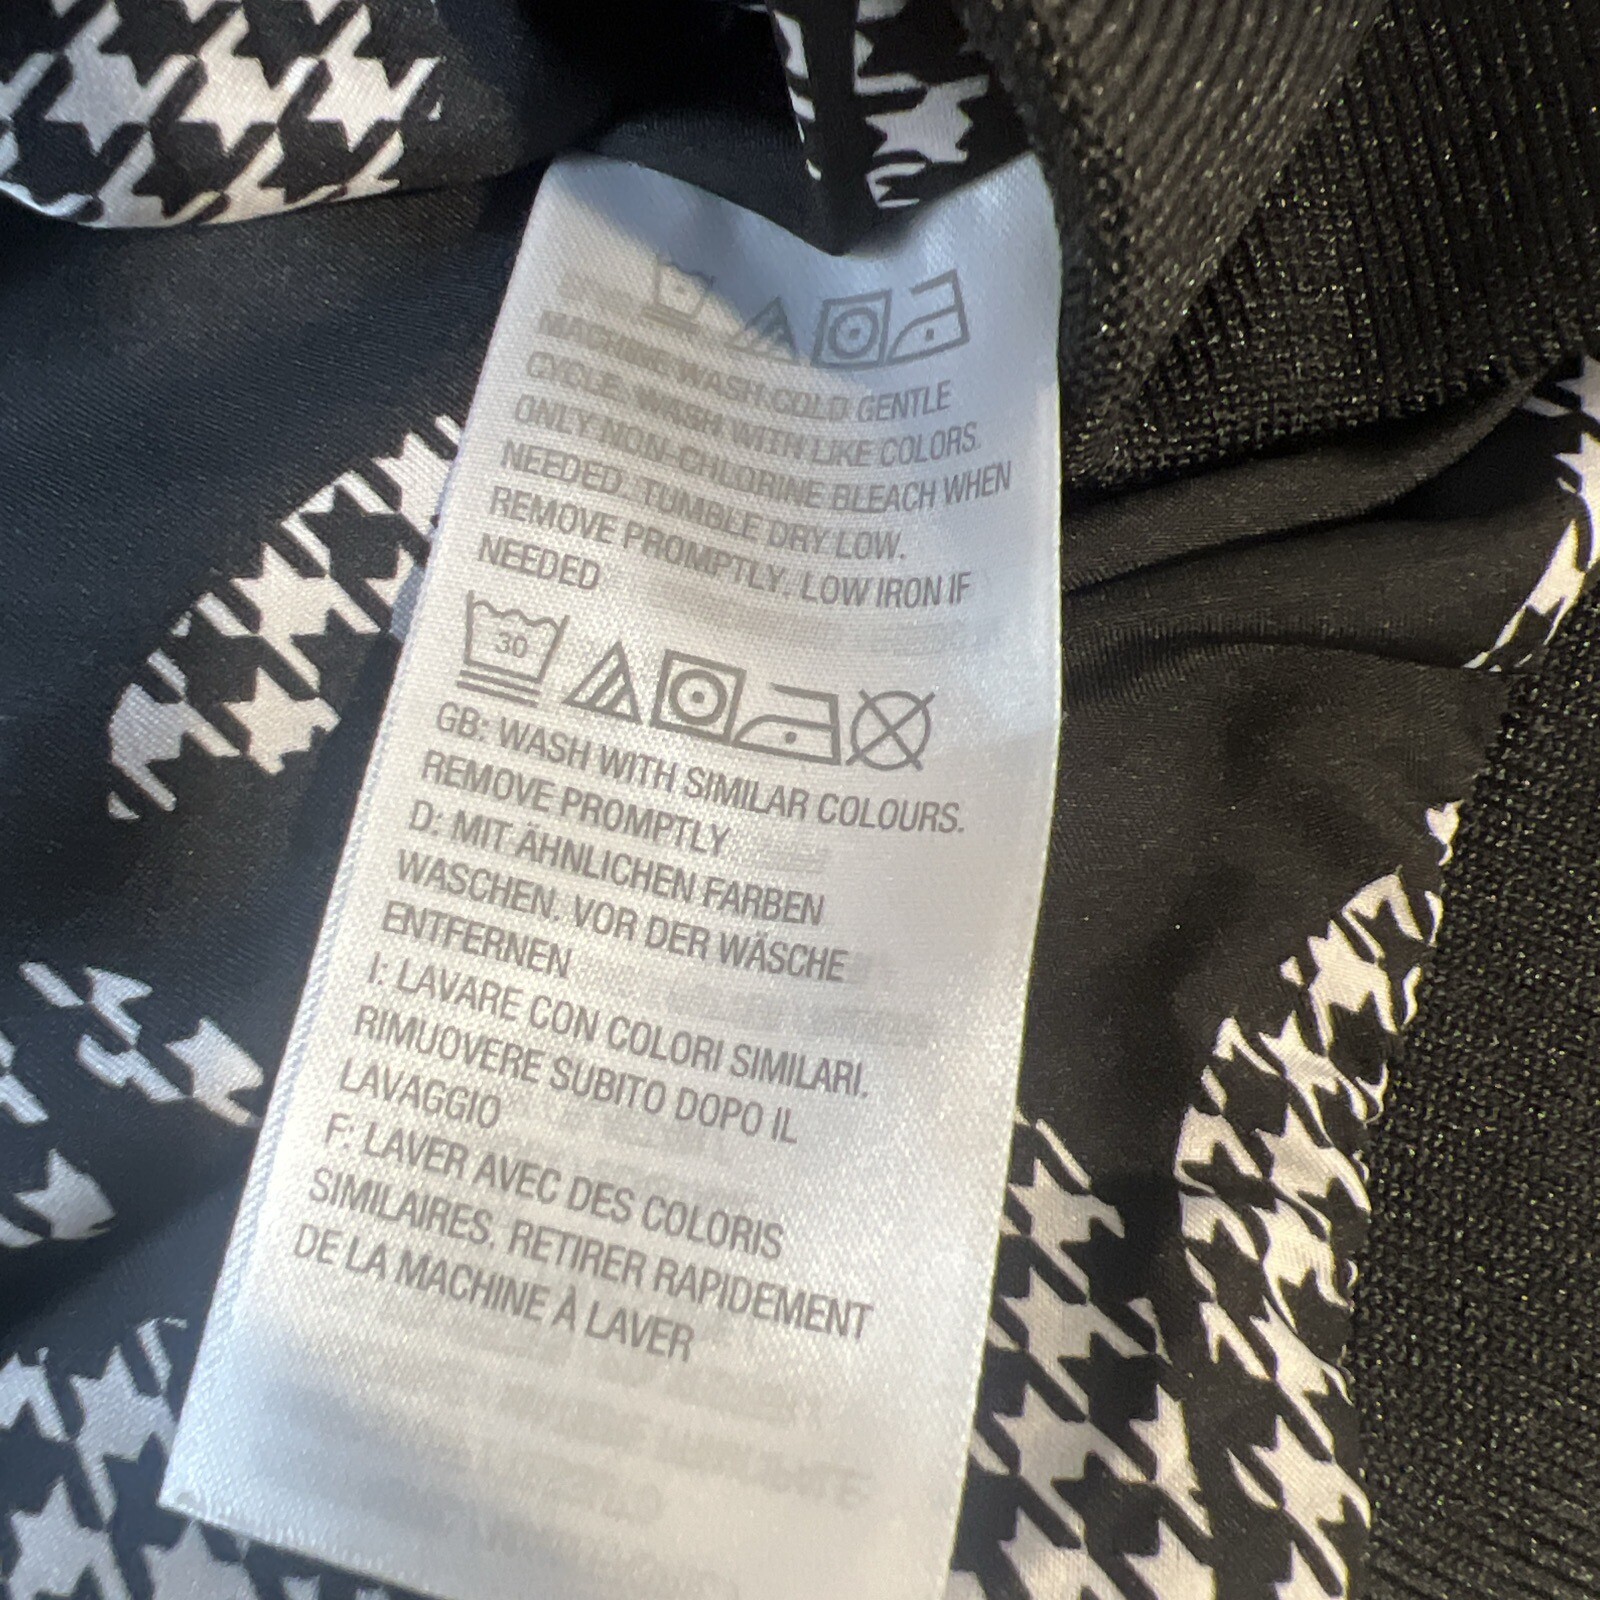 MACHINE WASH COLD GENTLE
CYCLE. WASH WITH LIKE COLORS.
ONLY NON-CHLORINE BLEACH WHEN
NEEDED. TUMBLE DRY LOW.
REMOVE PROMPTLY. LOW IRON IF
NEEDED
30
GB: WASH WITH SIMILAR COLOURS.
REMOVE PROMPTLY
D: MIT ÄHNLICHEN FARBEN
WASCHEN. VOR DER WÄSCHE
ENTFERNEN
I: LAVARE CON COLORI SIMILARI.
RIMUOVERE SUBITO DOPO IL
LAVAGGIO
F: LAVER AVEC DES COLORIS
SIMILAIRES. RETIRER RAPIDEMENT
DE LA MACHINE À LAVER